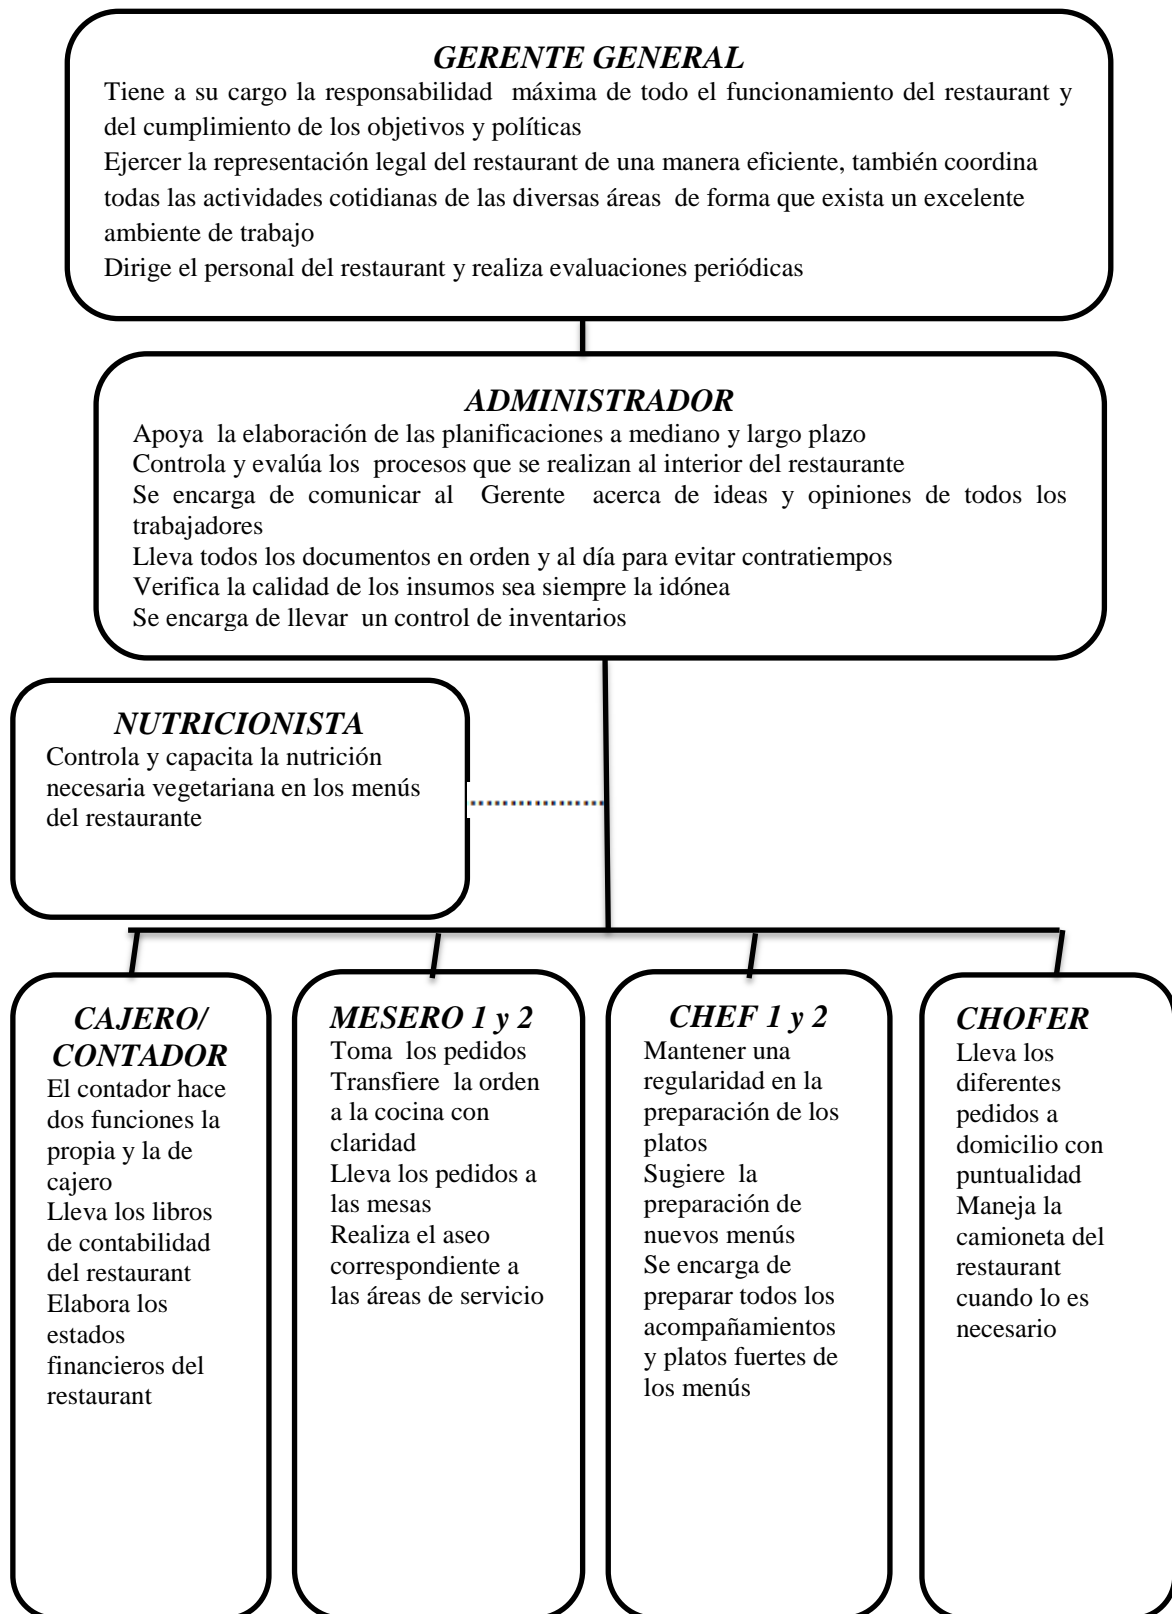 GERENTE GENERAL
Tiene a su cargo la responsabilidad máxima de todo el funcionamiento del restaurant y
del cumplimiento de los objetivos y políticas
Ejercer la representación legal del restaurant de una manera eficiente, también coordina
todas las actividades cotidianas de las diversas áreas de forma que exista un excelente
ambiente de trabajo
Dirige el personal del restaurant y realiza evaluaciones periódicas
ADMINISTRADOR
Apoya la elaboración de las planificaciones a mediano y largo plazo
Controla y evalúa los procesos que se realizan al interior del restaurante
Se encarga de comunicar al Gerente acerca de ideas y opiniones de todos los
trabajadores
Lleva todos los documentos en orden y al día para evitar contratiempos
Verifica la calidad de los insumos sea siempre la idónea
Se encarga de llevar un control de inventarios
NUTRICIONISTA
Controla y capacita la nutrición
necesaria vegetariana en los menús
del restaurante
CAJERO/
CONTADOR
El contador hace
dos funciones la
propia y la de
cajero
Lleva los libros
de contabilidad
del restaurant
Elabora los
estados
financieros del
restaurant
MESERO 1 y 2
Toma los pedidos
Transfiere la orden
a la cocina con
claridad
Lleva los pedidos a
las mesas
Realiza el aseo
correspondiente a
las áreas de servicio
CHEF 1 y 2
Mantener una
regularidad en la
preparación de los
platos
Sugiere la
preparación de
nuevos menús
Se encarga de
preparar todos los
acompañamientos
y platos fuertes de
los menús
CHOFER
Lleva los
diferentes
pedidos a
domicilio con
puntualidad
Maneja la
camioneta del
restaurant
cuando lo es
necesario